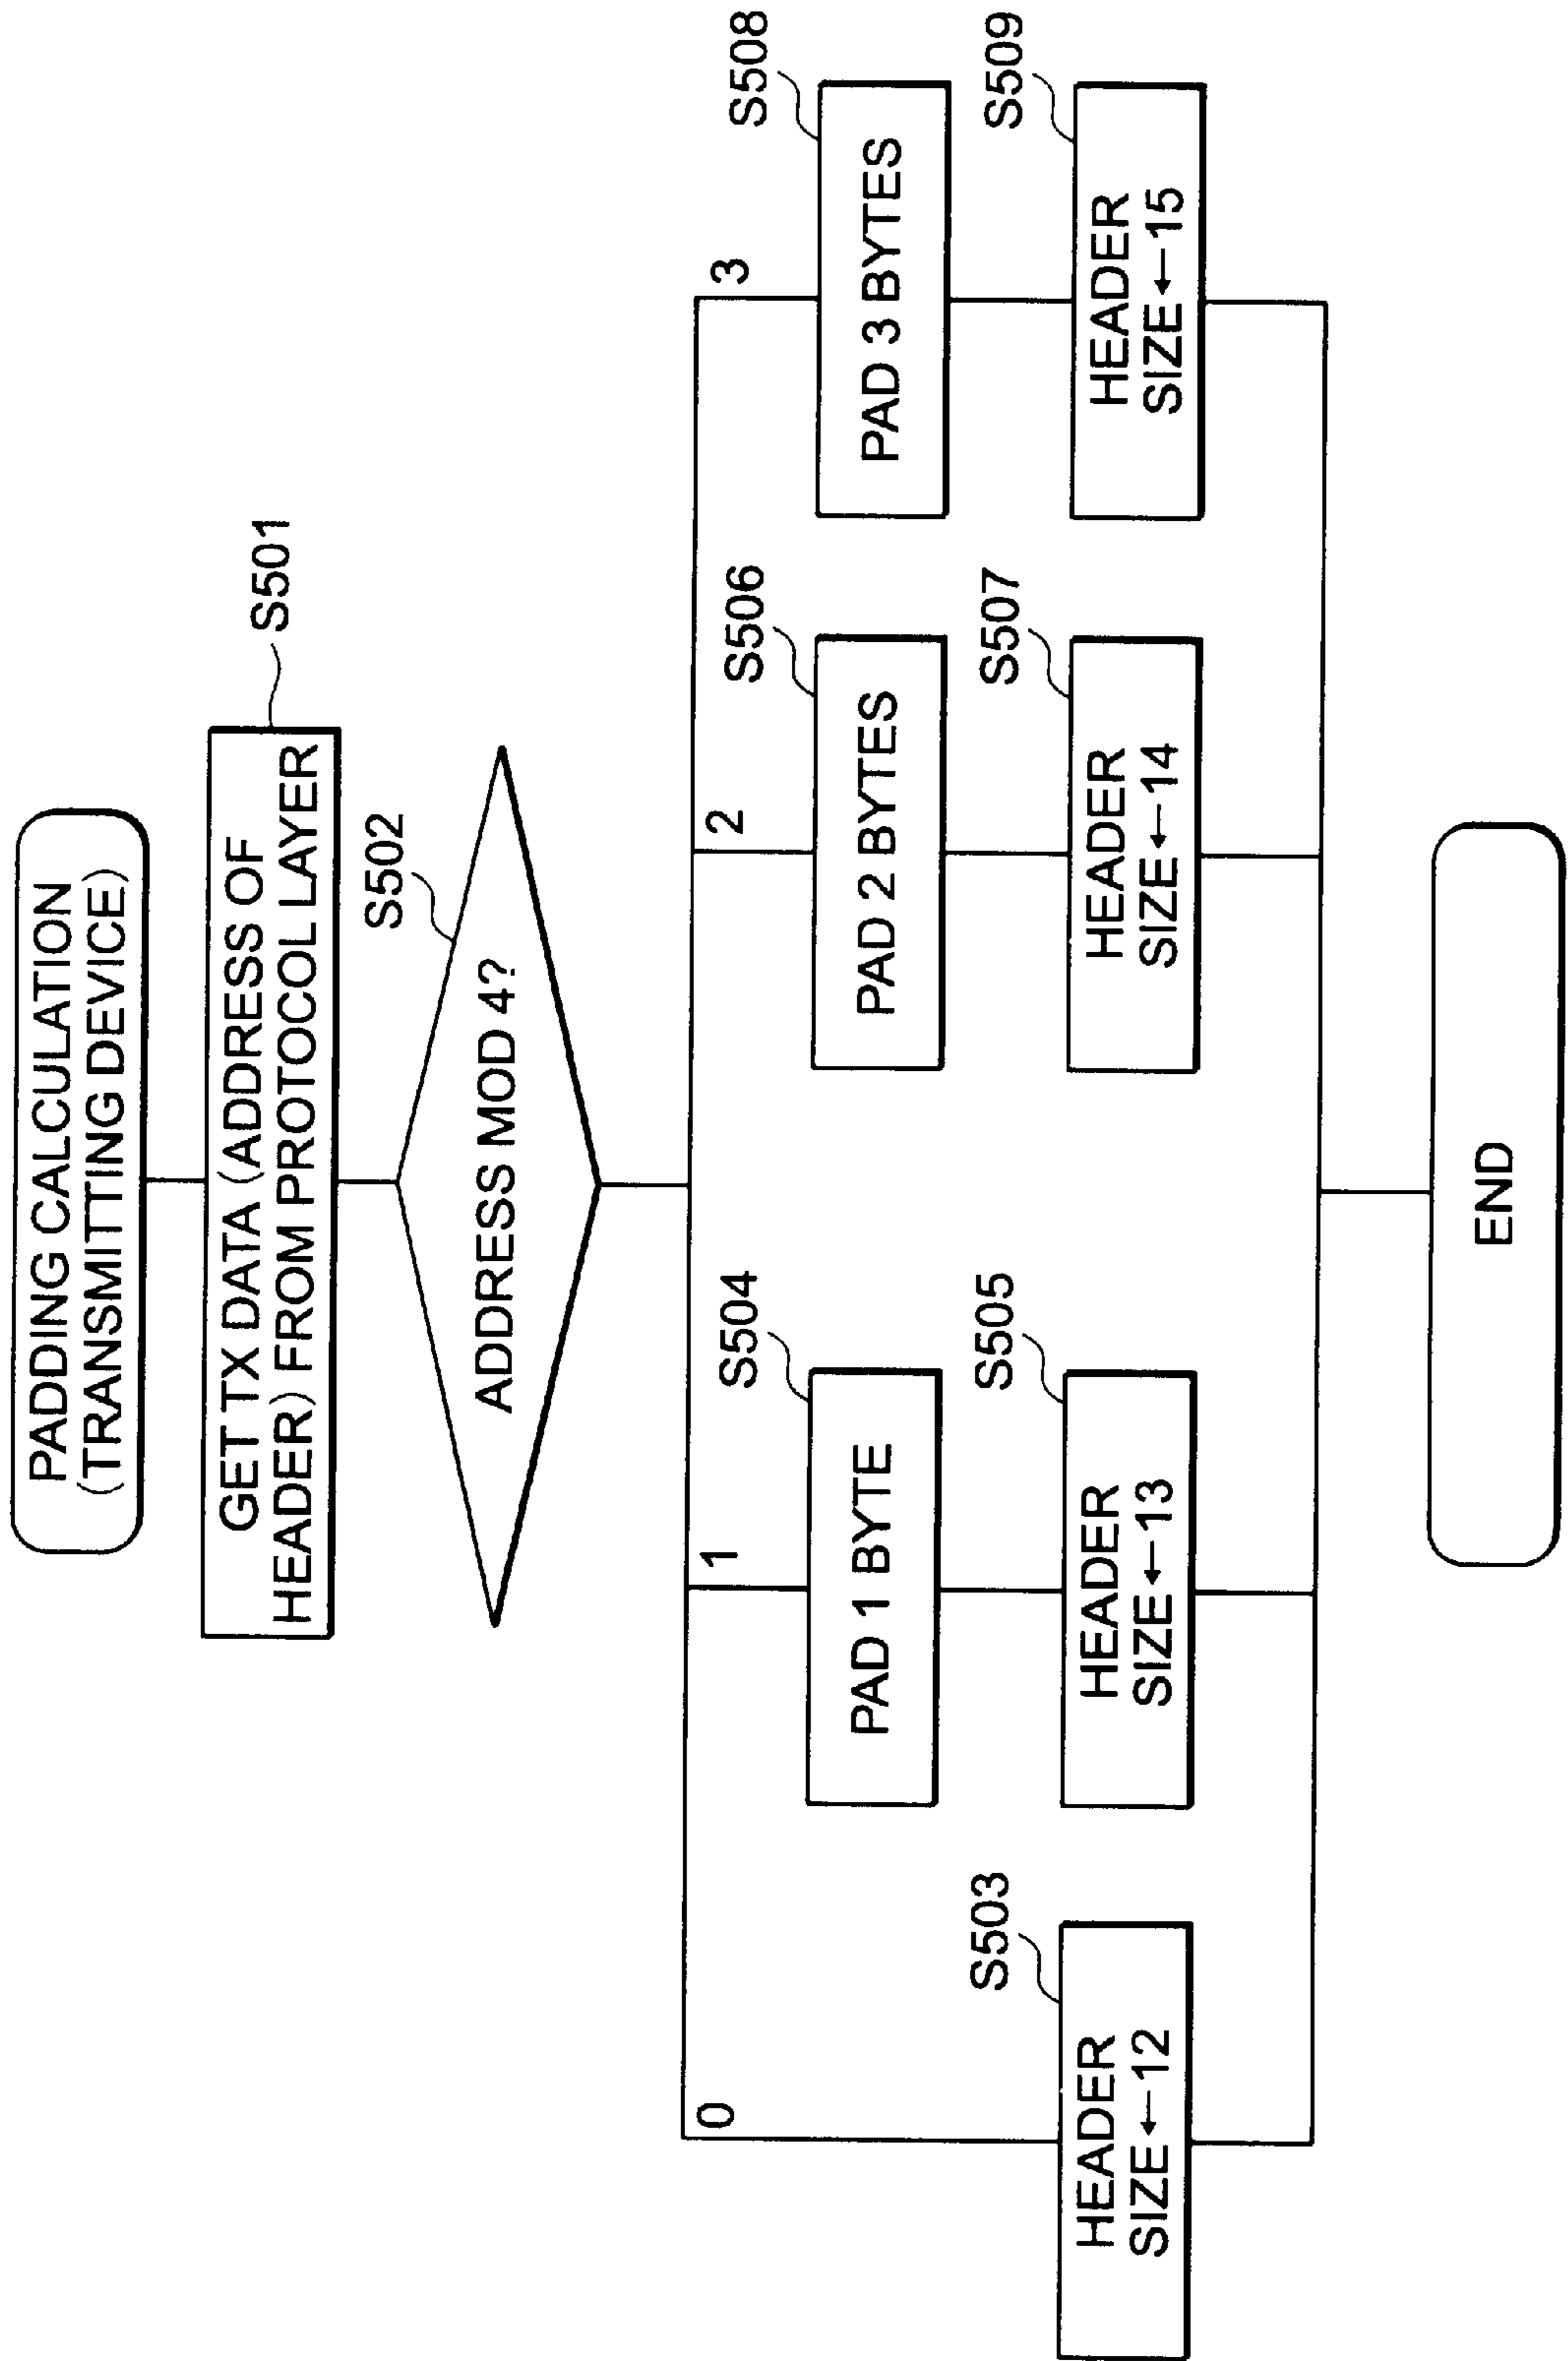 PADDING CALCULATION
(TRANSMITTING DEVICE)
GET TX DATA (ADDRESS OF
HEADER) FROM PROTOCOL LAYER
S501
S502
ADDRESS MOD 4?
0
1
2
3
S504
PAD 1 BYTE
S506
PAD 2 BYTES
S508
PAD 3 BYTES
S503
HEADER
SIZE←12
S505
HEADER
SIZE←13
S507
HEADER
SIZE←14
S509
HEADER
SIZE←15
END